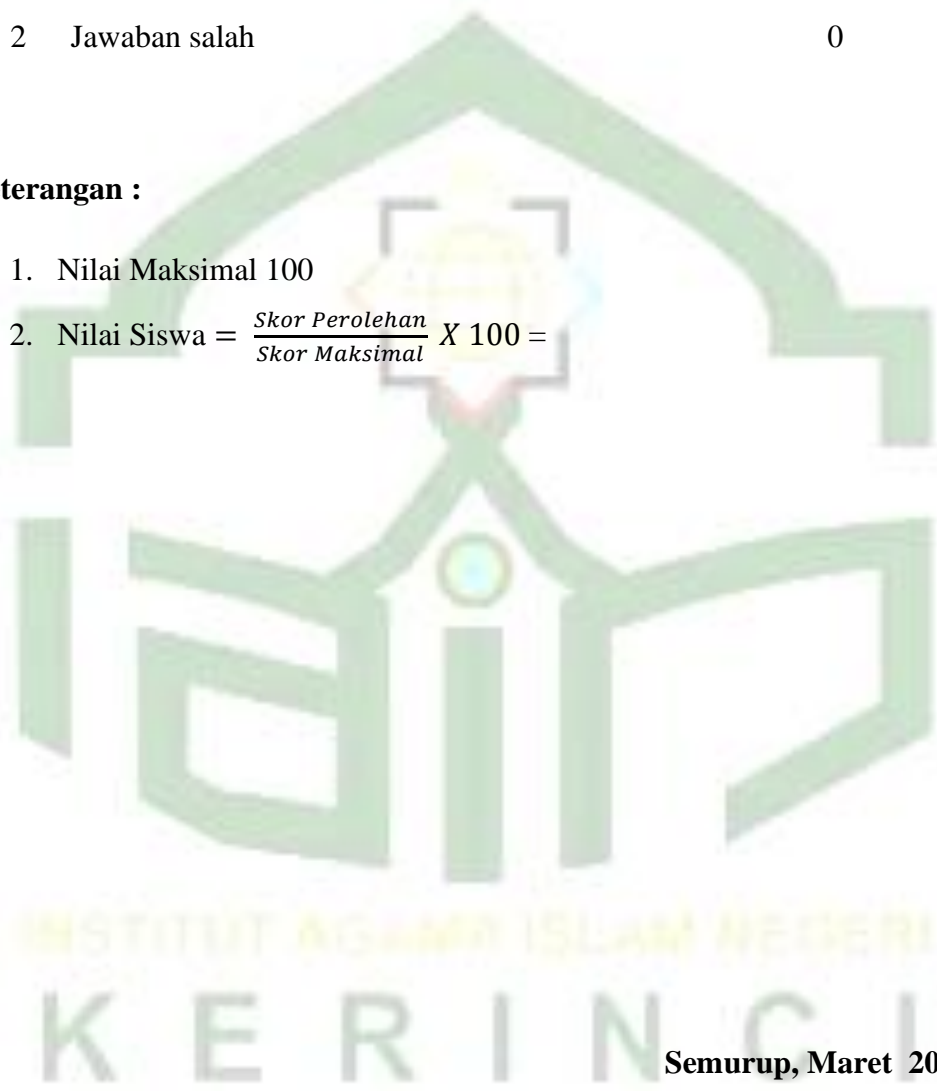 2 Jawaban salah 0
terangan :
1. Nilai Maksimal 100
2. Nilai Siswa = Skor Perolehan / Skor Maksimal X 100 =
INSTITUT AGAMA ISLAM NEGERI
KERINCI
Semurup, Maret 20